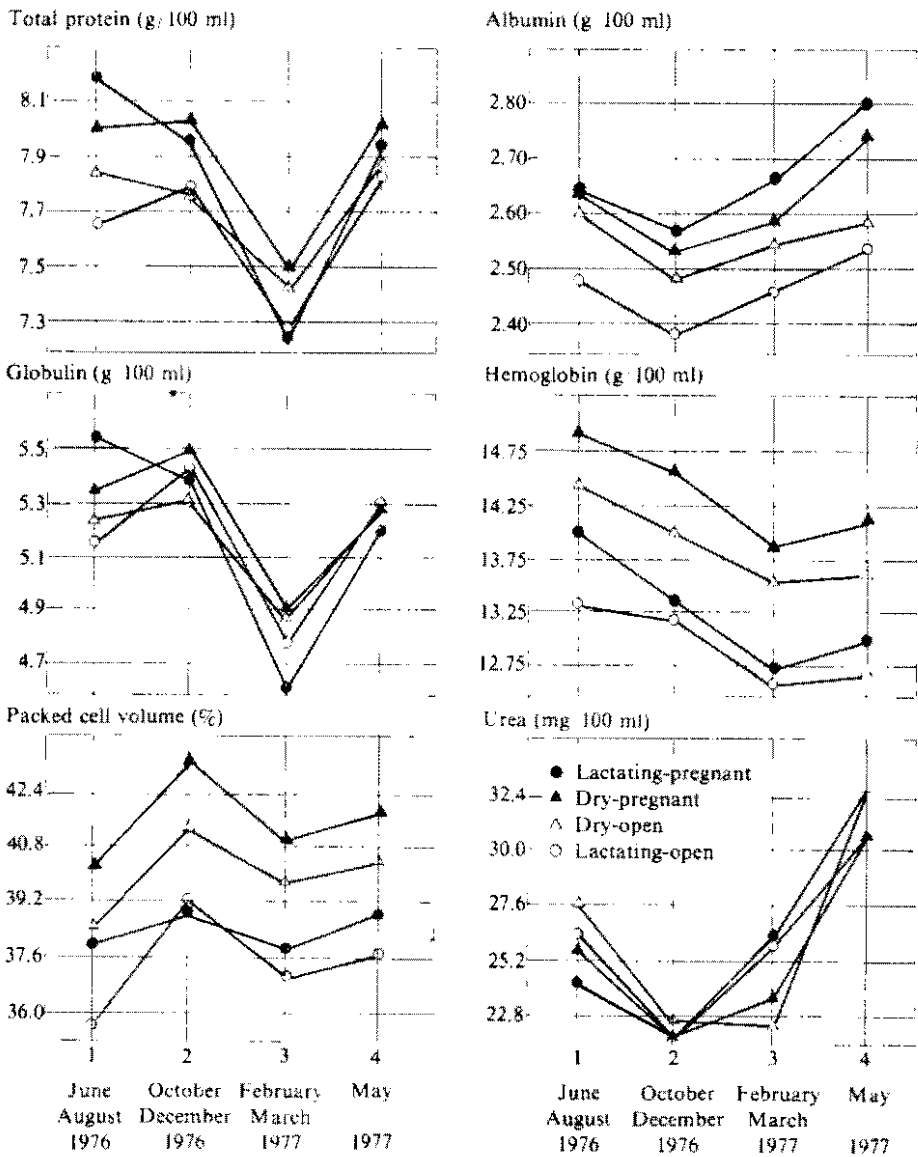 Total protein (g/ 100 ml)
8.1
7.9
7.7
7.5
7.3
Albumin (g 100 ml)
2.80
2.70
2.60
2.50
2.40
Globulin (g 100 ml)
5.5
5.3
5.1
4.9
4.7
Hemoglobin (g 100 ml)
14.75
14.25
13.75
13.25
12.75
Packed cell volume (%)
42.4
40.8
39.2
37.6
36.0
1 2 3 4
June October February May
August December March
1976 1976 1977 1977
Urea (mg 100 ml)
Lactating-pregnant
Dry-pregnant
Dry-open
Lactating-open
32.4
30.0
27.6
25.2
22.8
1 2 3 4
June October February May
August December March
1976 1976 1977 1977